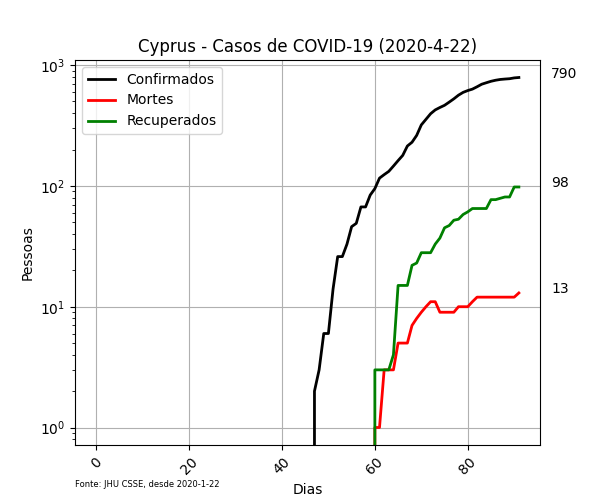 Cyprus - Casos de COVID-19 (2020-4-22)
10³
10²
10¹
10⁰
Pessoas
Confirmados
Mortes
Recuperados
790
98
13
0
20
40
60
80
Dias
Fonte: JHU CSSE, desde 2020-1-22